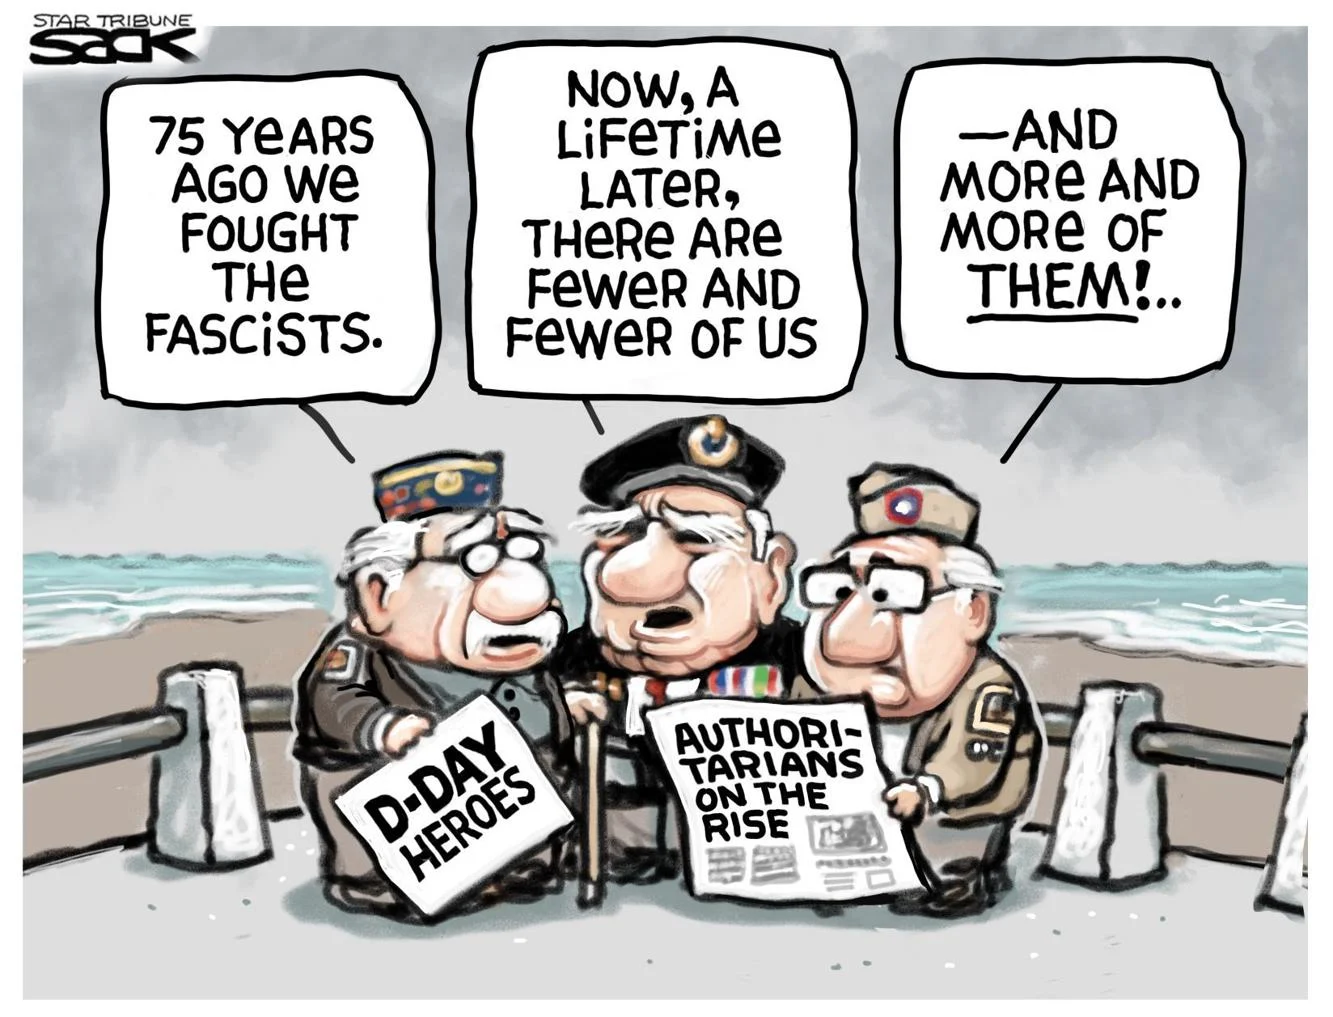 STAR TRIBUNE
SACK
75 YEARS
AGO WE
FOUGHT
THE
FASCISTS.
NOW, A
LIFETIME
LATER,
THERE ARE
FEWER AND
FEWER OF US
—AND
MORE AND
MORE OF
THEM!..
D-DAY
HEROES
AUTHORI-
TARIANS
ON THE
RISE